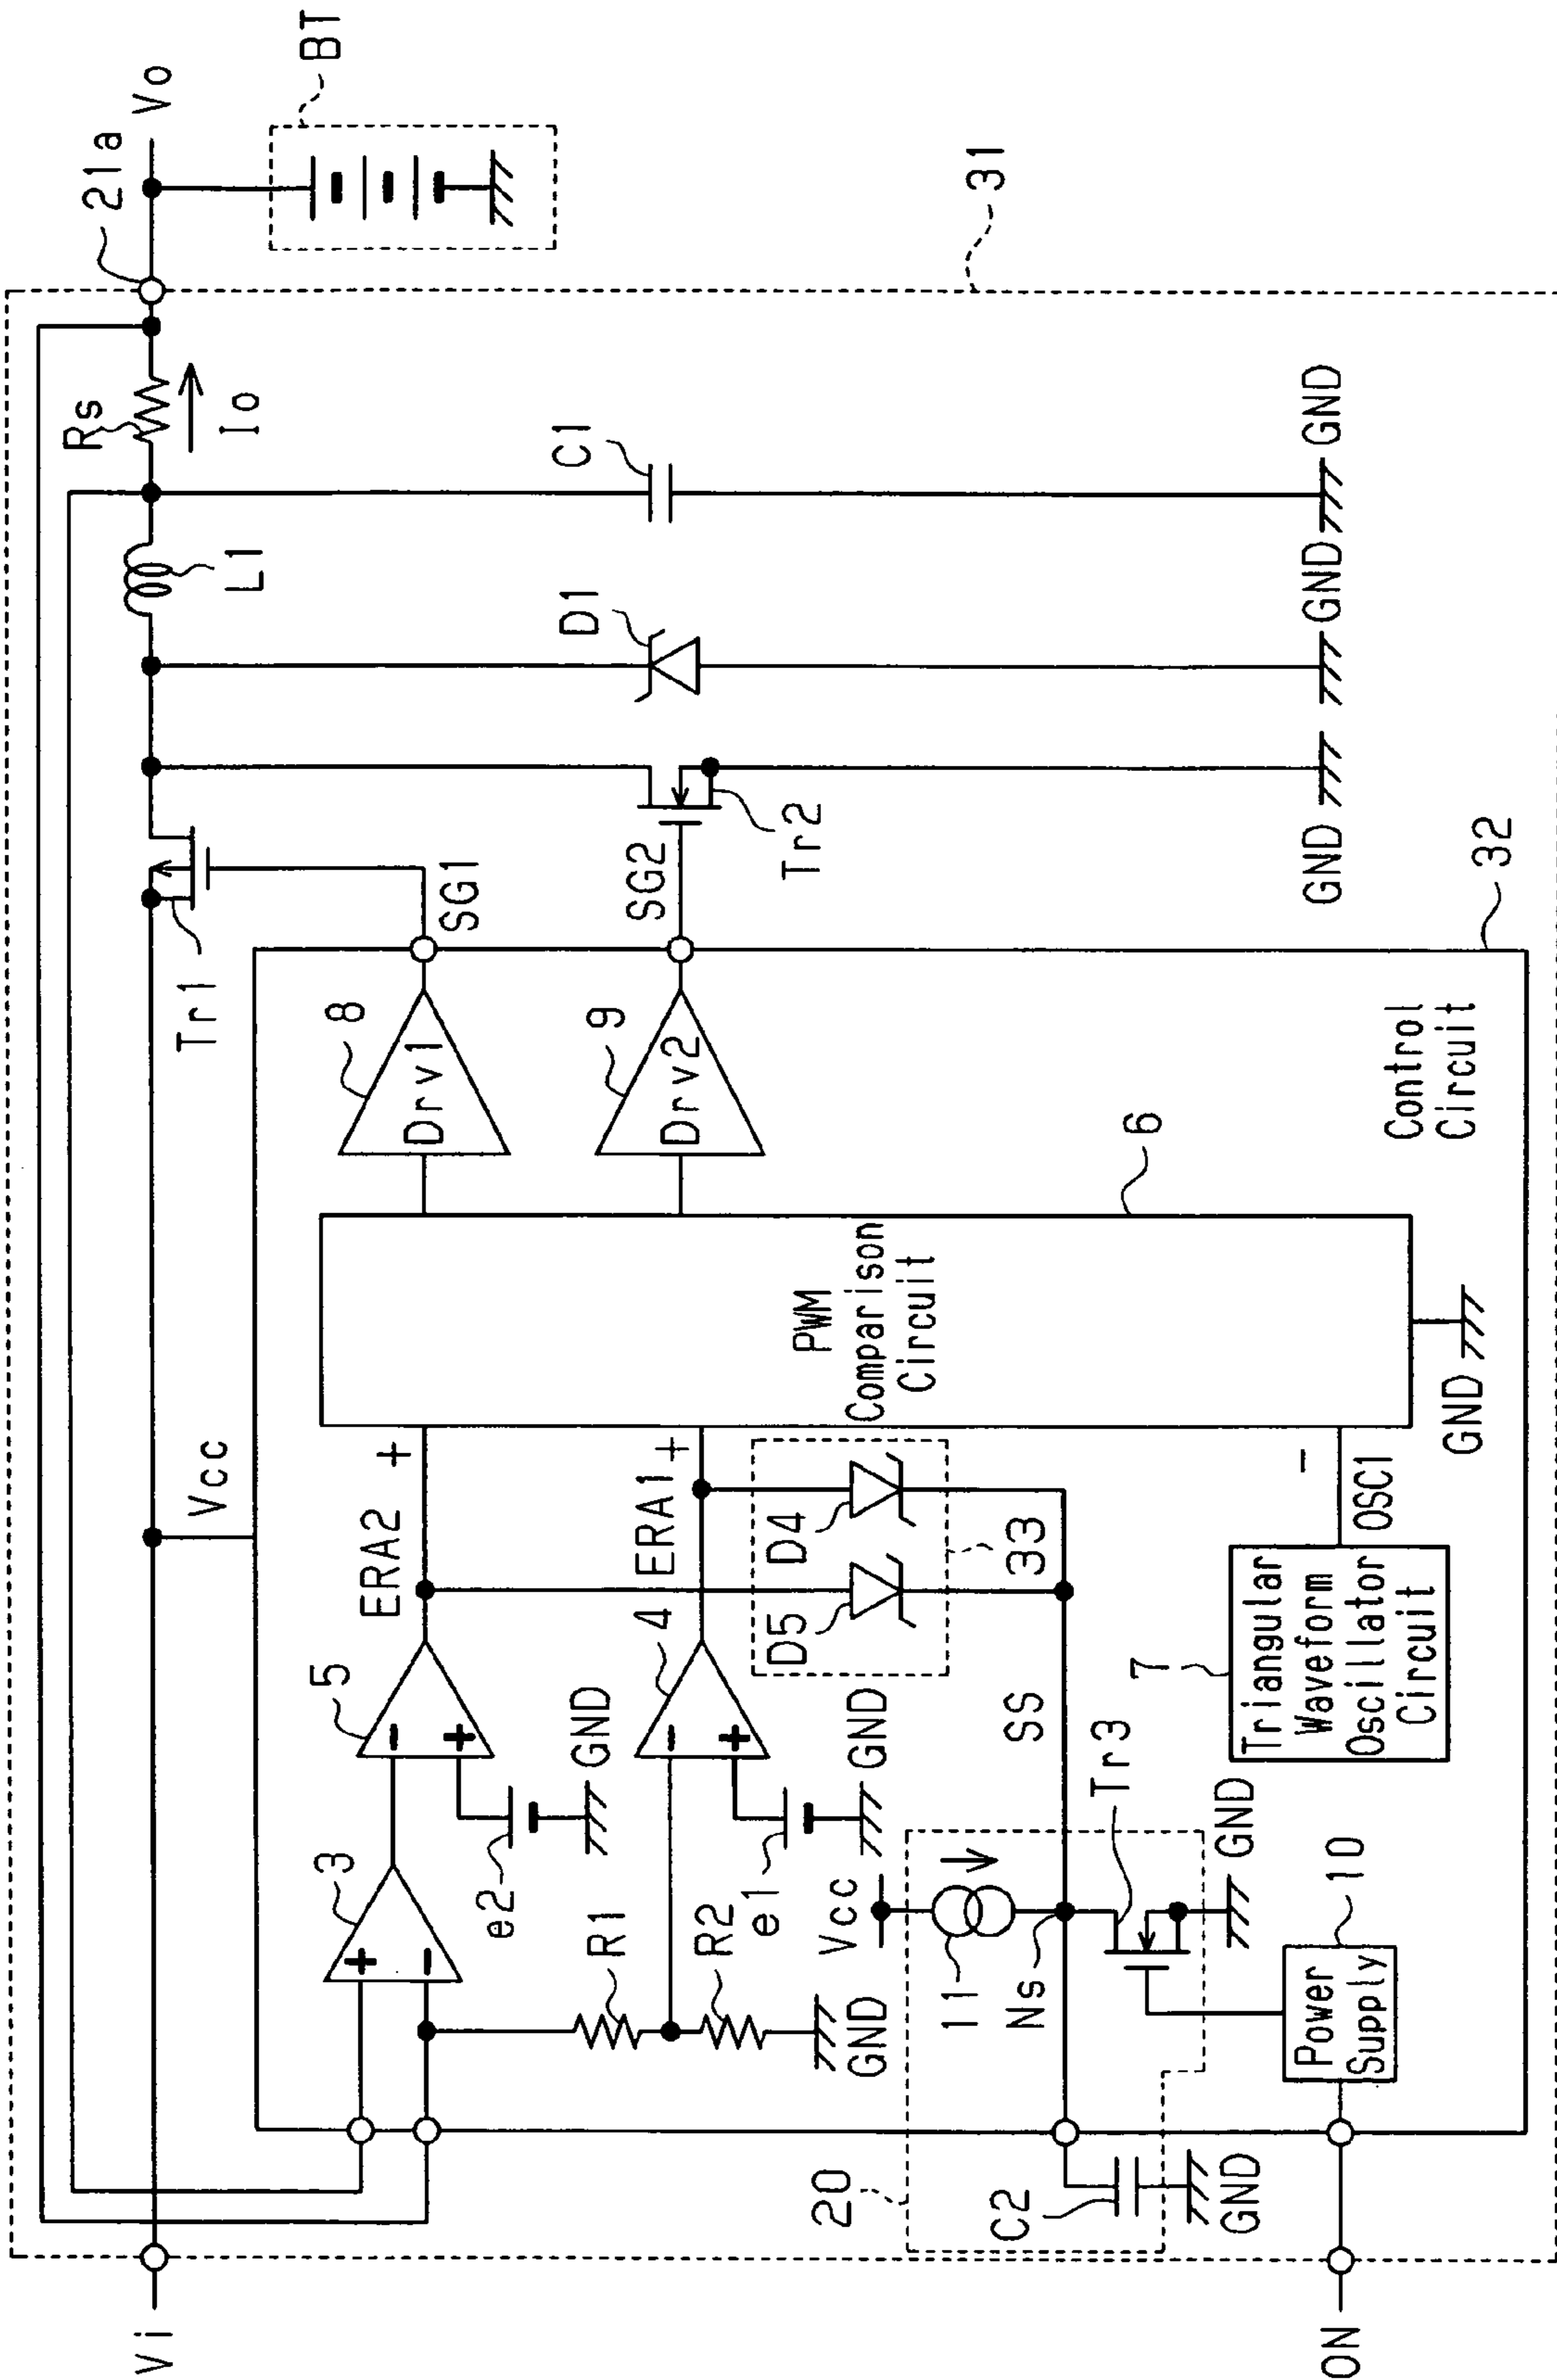 Vi
Vcc
Tr1
L1
Rs
Io
21a
Vo
BT
3
5
ERA2
+
8
Drv1
SG1
e2
GND
R1
R2
GND
4
ERA1
+
e1
GND
PWM
Comparison
Circuit
9
Drv2
SG2
Tr2
GND
D1
GND
C1
GND
D5
D4
33
SS
20
C2
GND
Vcc
11
Ns
Tr3
GND
6
31
7
Triangular
Waveform
Oscillator
Circuit
-
OSC1
GND
Control
Circuit
32
ON
Power
Supply
10